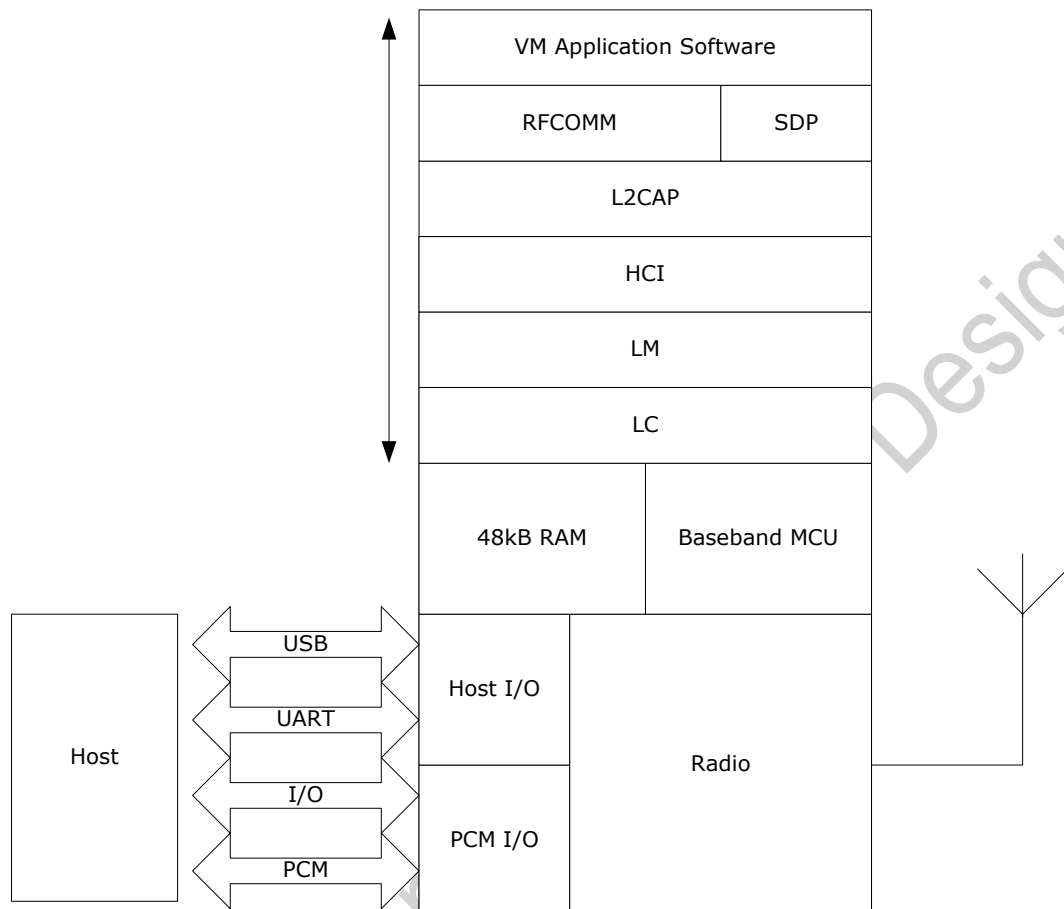 VM Application Software
RFCOMM
SDP
L2CAP
HCI
LM
LC
48kB RAM
Baseband MCU
USB
Host I/O
UART
Host
Radio
I/O
PCM I/O
PCM